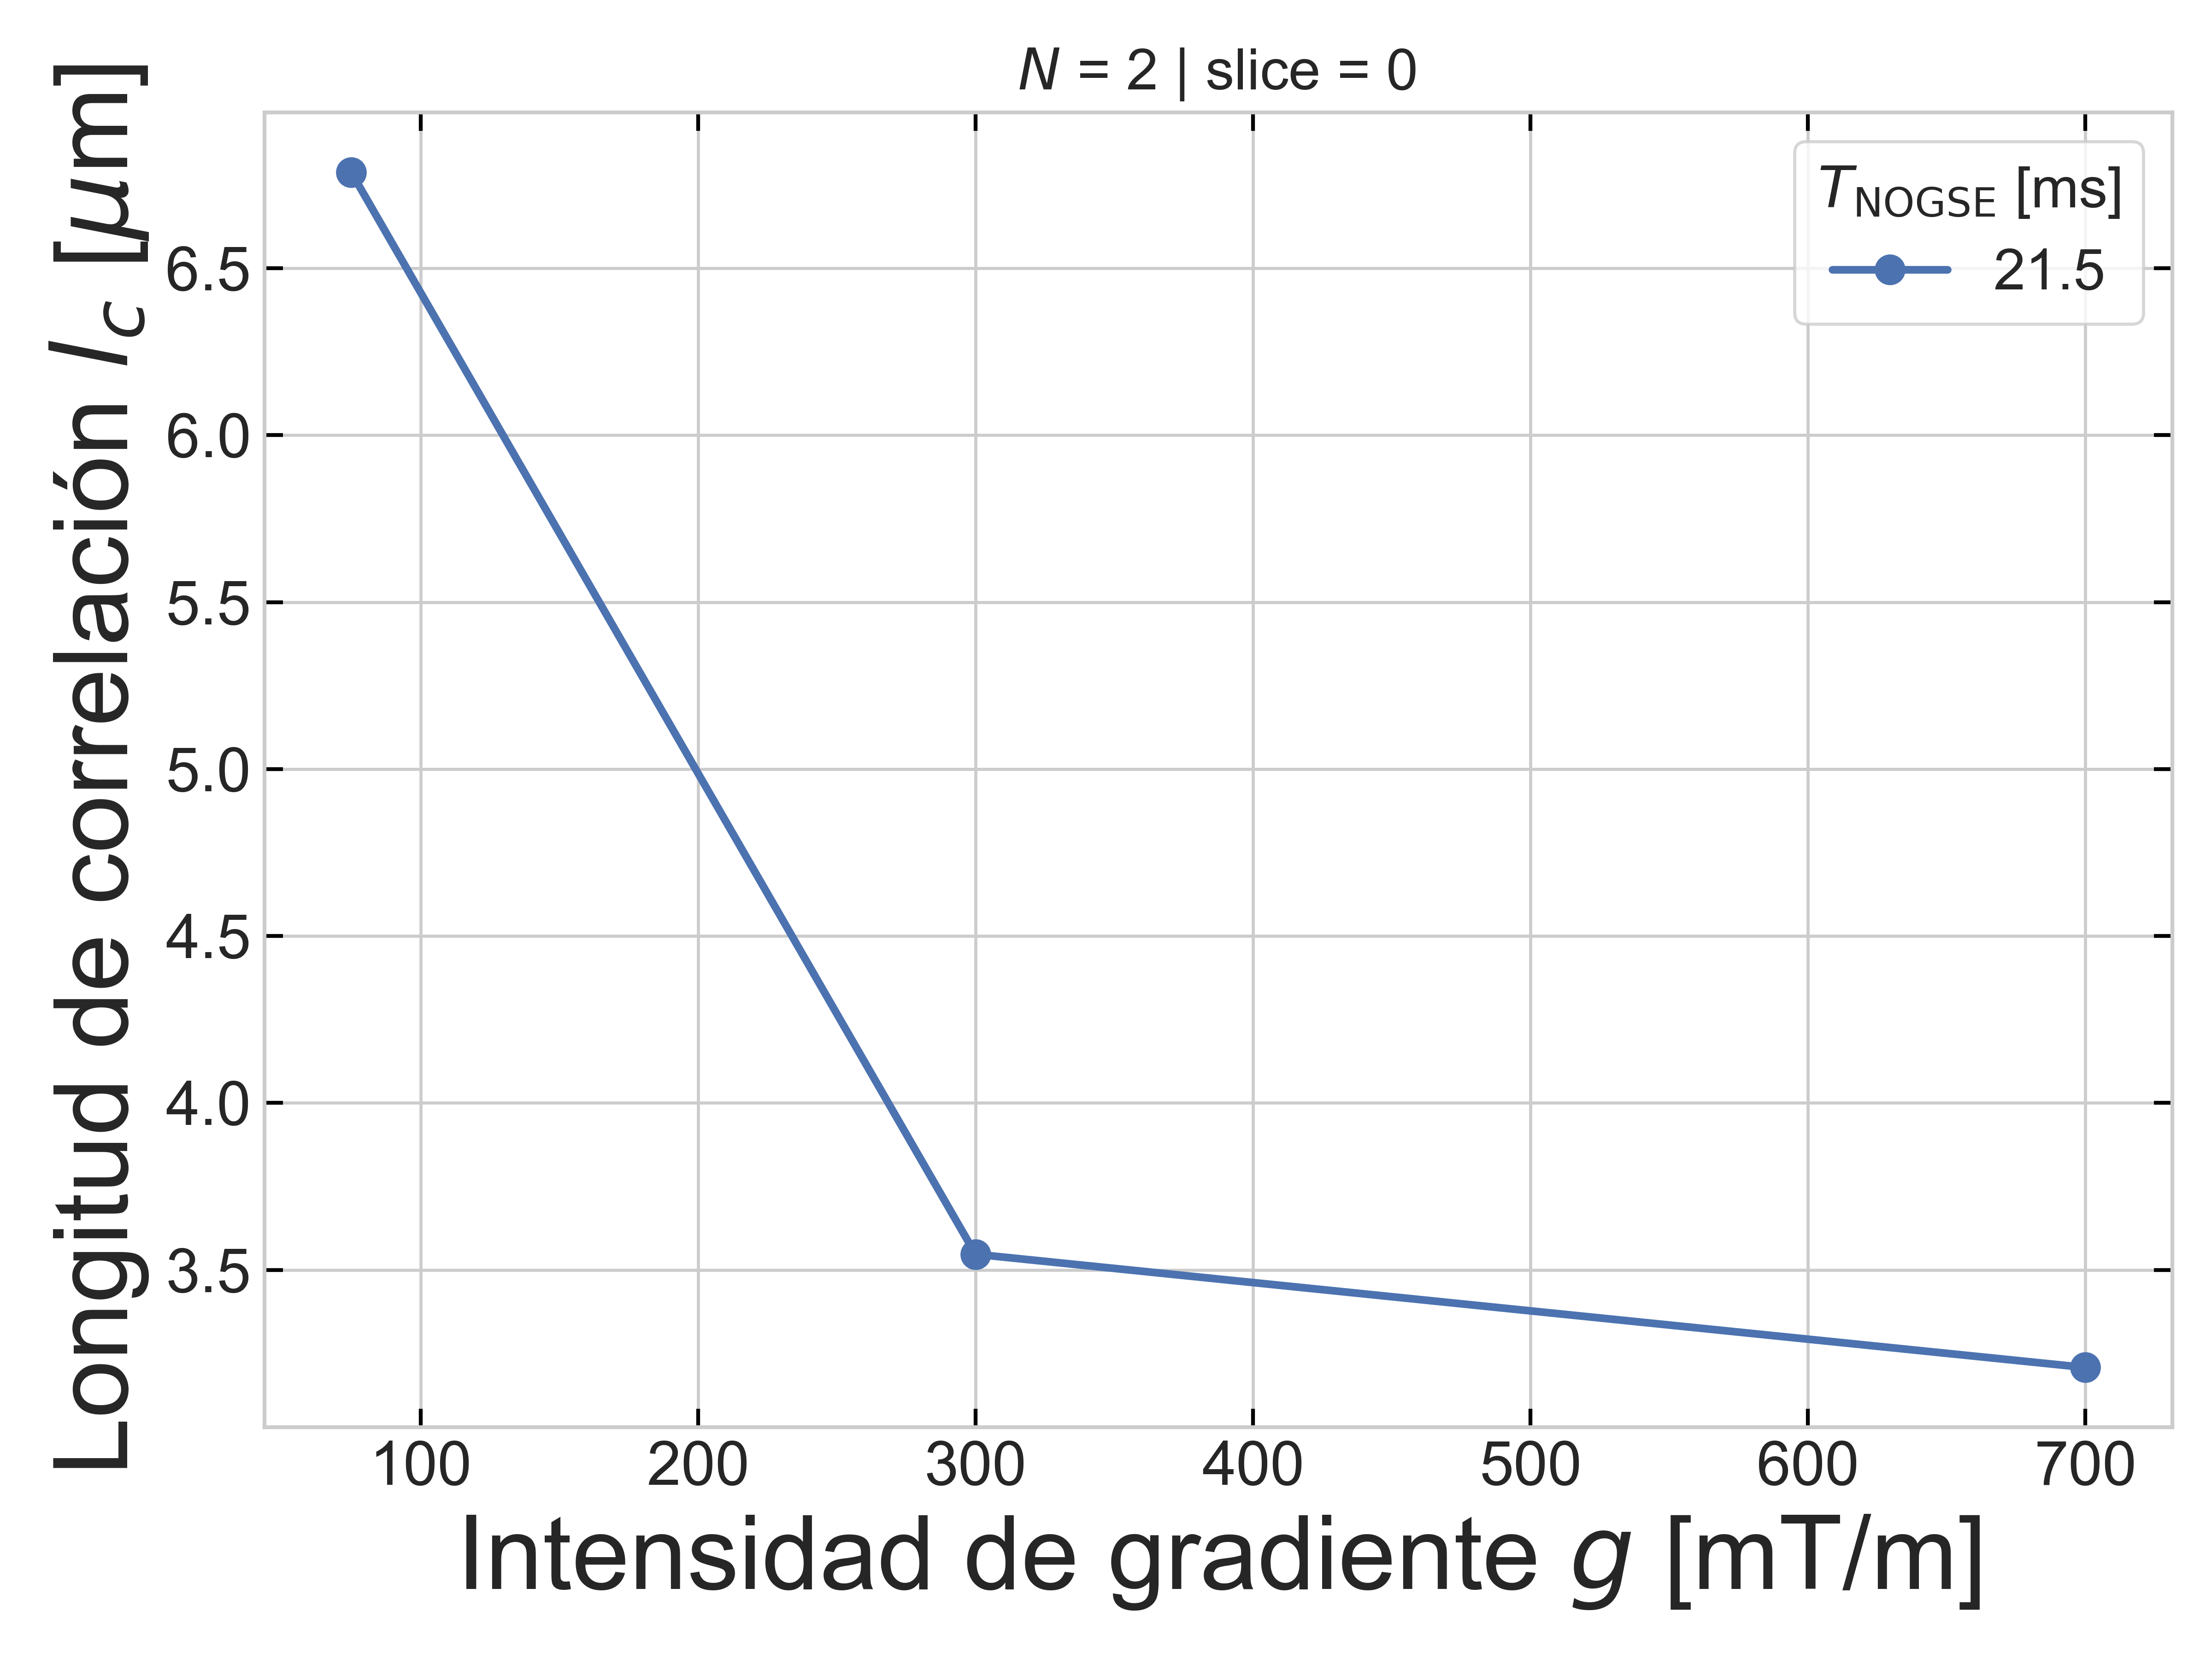 N = 2 | slice = 0
Longitud de correlación l_c [μm]
6.5
6.0
5.5
5.0
4.5
4.0
3.5
T_NOGSE [ms]
21.5
100 200 300 400 500 600 700
Intensidad de gradiente g [mT/m]